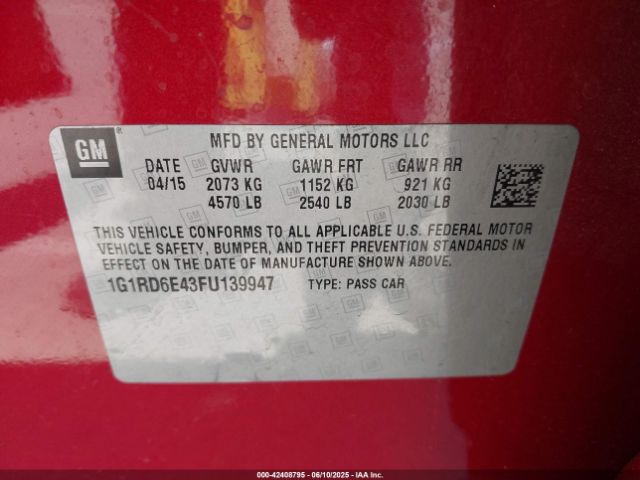 GM
MFD BY GENERAL MOTORS LLC
DATE GVWR GAWR FRT GAWR RR
04/15 2073 KG 1152 KG 921 KG
4570 LB 2540 LB 2030 LB
THIS VEHICLE CONFORMS TO ALL APPLICABLE U.S. FEDERAL MOTOR
VEHICLE SAFETY, BUMPER, AND THEFT PREVENTION STANDARDS IN
EFFECT ON THE DATE OF MANUFACTURE SHOWN ABOVE.
1G1RD6E43FU139947 TYPE: PASS CAR
000-42408795 - 06/10/2025 - IAA Inc.